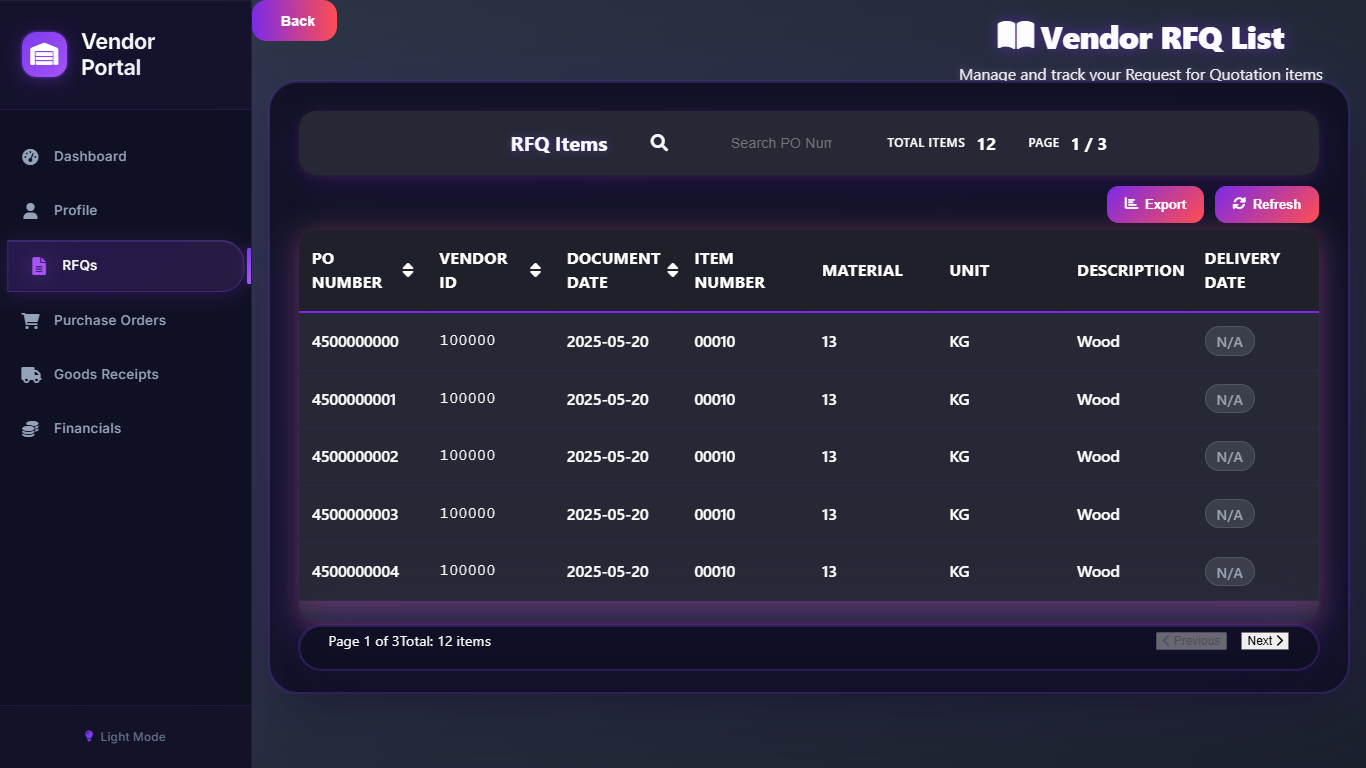 Vendor
Portal
Dashboard
Profile
RFQs
Purchase Orders
Goods Receipts
Financials
Light Mode
Back
Vendor RFQ List
Manage and track your Request for Quotation items
RFQ Items Search PO Num TOTAL ITEMS 12 PAGE 1 / 3
Export Refresh
PO NUMBER VENDOR ID DOCUMENT DATE ITEM NUMBER MATERIAL UNIT DESCRIPTION DELIVERY DATE
4500000000 100000 2025-05-20 00010 13 KG Wood N/A
4500000001 100000 2025-05-20 00010 13 KG Wood N/A
4500000002 100000 2025-05-20 00010 13 KG Wood N/A
4500000003 100000 2025-05-20 00010 13 KG Wood N/A
4500000004 100000 2025-05-20 00010 13 KG Wood N/A
Page 1 of 3Total: 12 items Previous Next